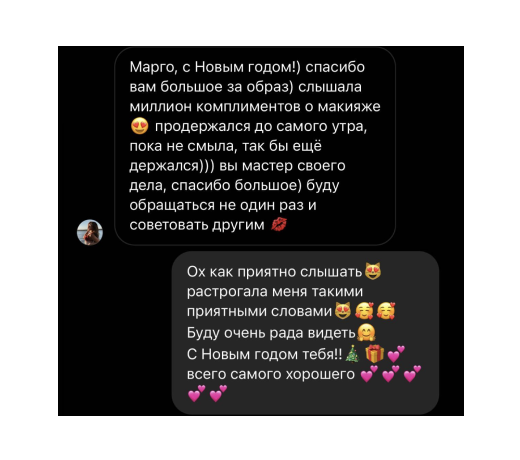 Марго, с Новым годом!) спасибо
вам большое за образ) слышала
миллион комплиментов о макияже
😍 продержался до самого утра,
пока не смыла, так бы ещё
держался))) вы мастер своего
дела, спасибо большое) буду
обращаться не один раз и
советовать другим 💋
Ох как приятно слышать😻
растрогала меня такими
приятными словами😻🥰🥰
Буду очень рада видеть🤗
С Новым годом тебя!!🎄🎁💕
всего самого хорошего 💕💕💕
💕💕